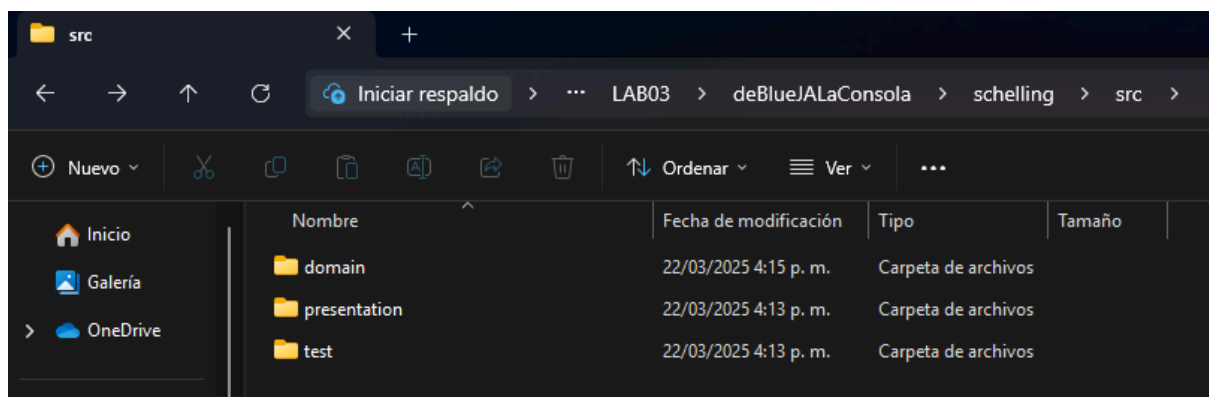 src
Iniciar respaldo > ... LAB03 > deBlueJALaConsola > schelling > src >
Nuevo Ordenar Ver ...
Inicio
Galería
OneDrive
Nombre Fecha de modificación Tipo Tamaño
domain 22/03/2025 4:15 p. m. Carpeta de archivos
presentation 22/03/2025 4:13 p. m. Carpeta de archivos
test 22/03/2025 4:13 p. m. Carpeta de archivos